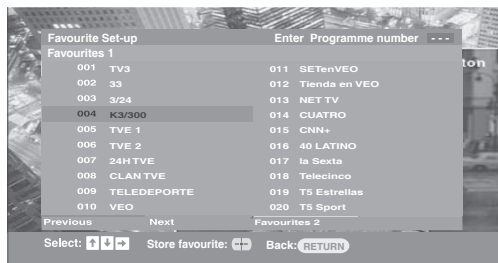 Favourite Set-up Enter Programme number ---
ton
Favourites 1
001 TV3
002 33
003 3/24
004 K3/300
005 TVE 1
006 TVE 2
007 24H TVE
008 CLAN TVE
009 TELEDEPORTE
010 VEO
011 SETenVEO
012 Tienda en VEO
013 NET TV
014 CUATRO
015 CNN+
016 40 LATINO
017 la Sexta
018 Telecinco
019 T5 Estrellas
020 T5 Sport
Previous Next Favourites 2
Select: ↑ ↓ → Store favourite: Back: RETURN